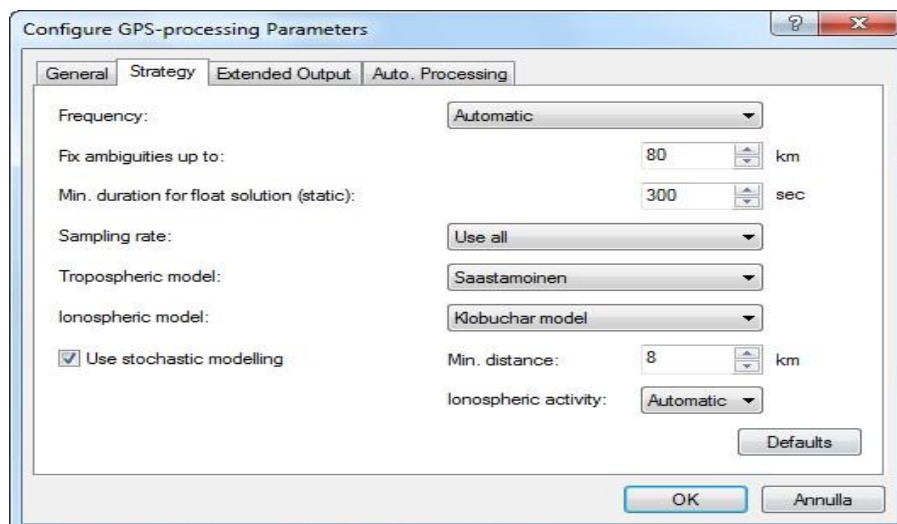 Configure GPS-processing Parameters
General Strategy Extended Output Auto. Processing
Frequency: Automatic
Fix ambiguities up to: 80 km
Min. duration for float solution (static): 300 sec
Sampling rate: Use all
Tropospheric model: Saastamoinen
Ionospheric model: Klobuchar model
Use stochastic modelling Min. distance: 8 km
Ionospheric activity: Automatic
Defaults
OK Annulla